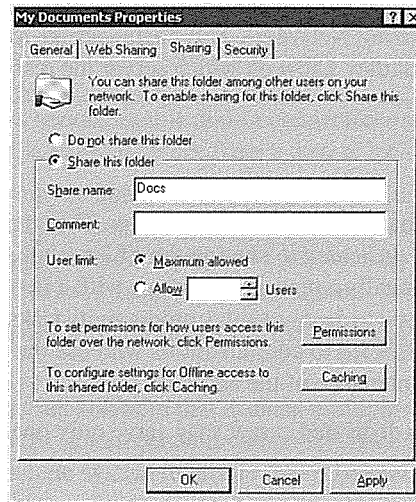 My Documents Properties ? X
General Web Sharing Sharing Security
You can share this folder among other users on your
network. To enable sharing for this folder, click Share this
folder.
Do not share this folder
Share this folder
Share name: Docs
Comment:
User limit: Maximum allowed
Allow Users
To set permissions for how users access this
folder over the network, click Permissions.
Permissions
To configure settings for Offline access to
this shared folder, click Caching.
Caching
OK Cancel Apply